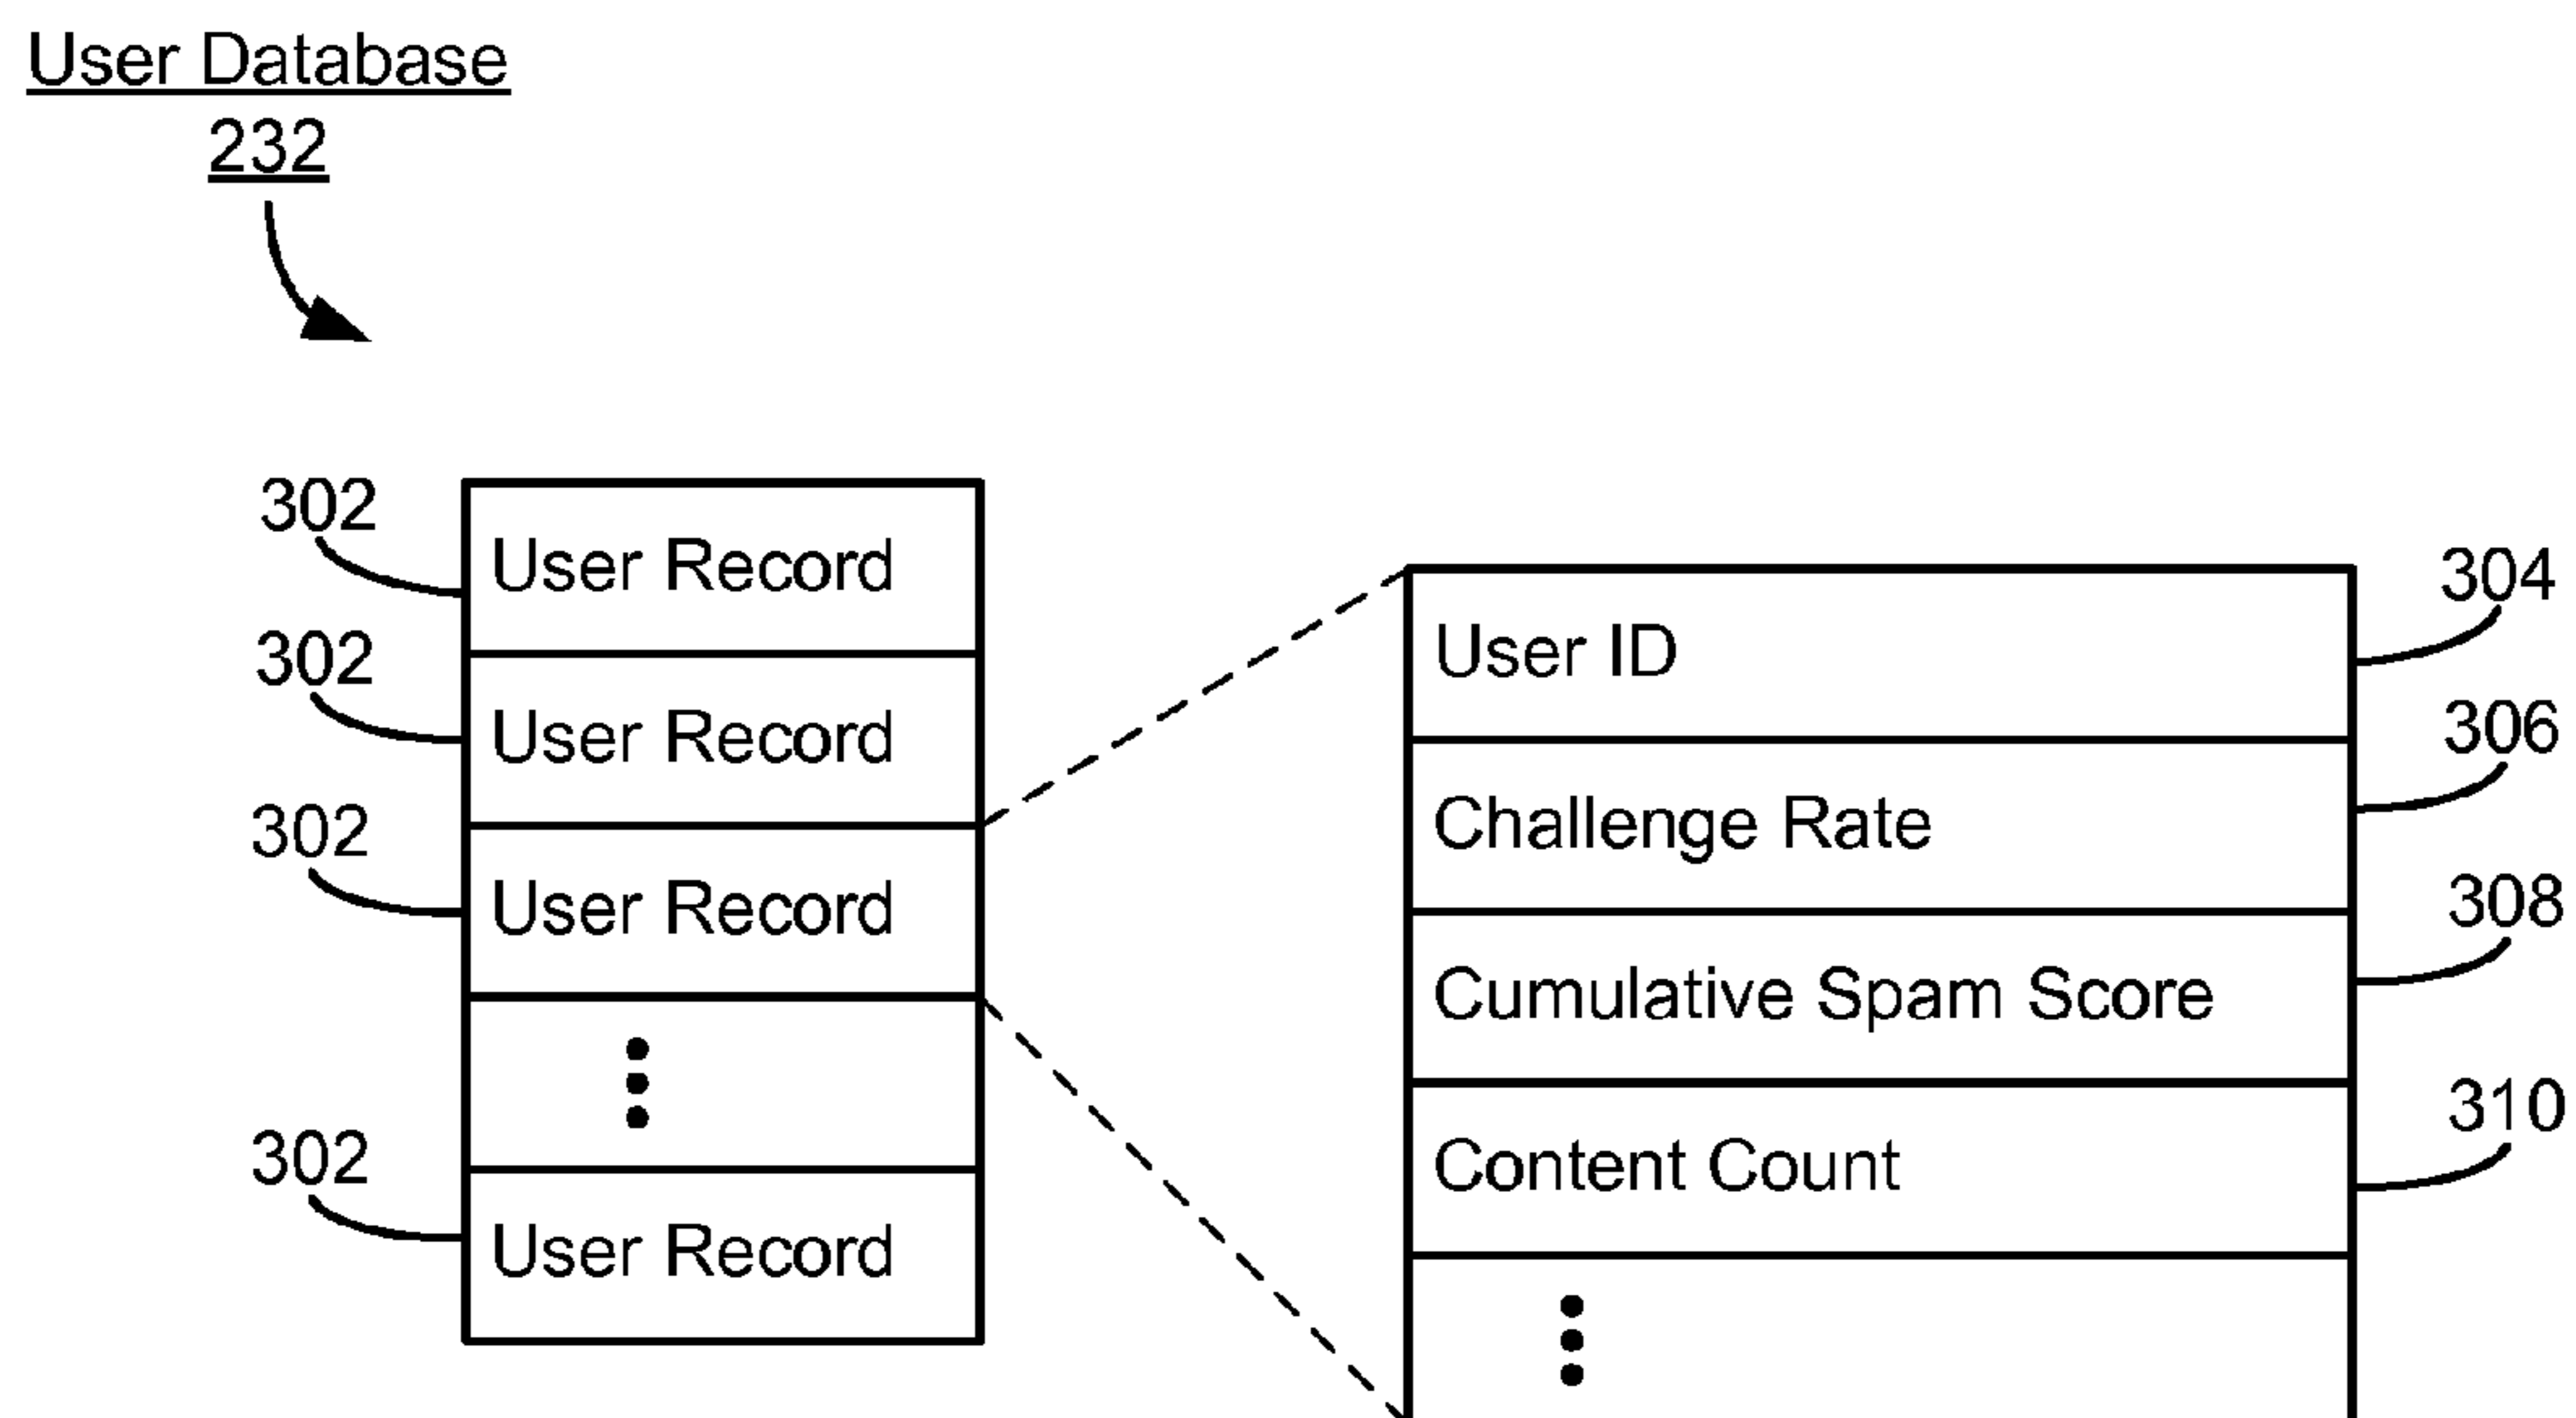 User Database
232
302
User Record
302
User Record
302
User Record
302
User Record
304
User ID
306
Challenge Rate
308
Cumulative Spam Score
310
Content Count